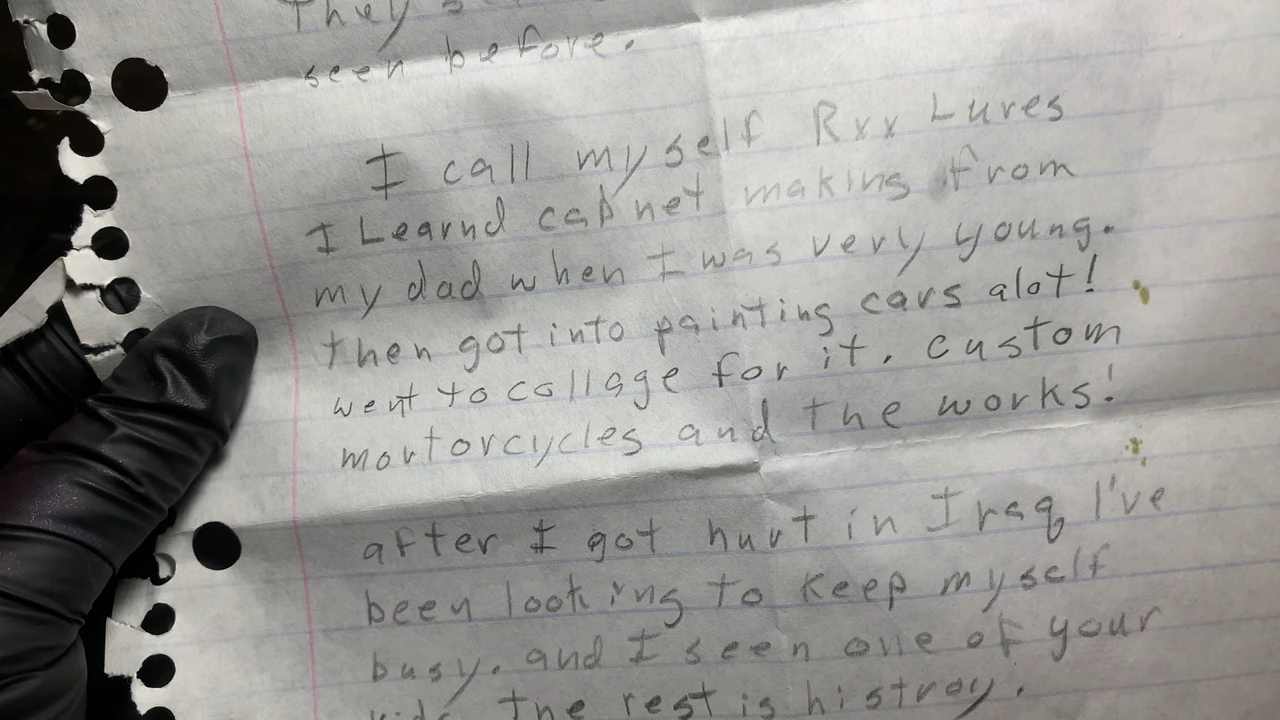 They
seen before.
I call myself Rxx Lures
I Learnd cabnet making from
my dad when I was very young.
then got into painting cars alot!
went to collage for it. custom
mortorcycles and the works!
after I got hurt in Iraq I've
been looking to keep myself
busy. and I seen one of your
the rest is histroy.